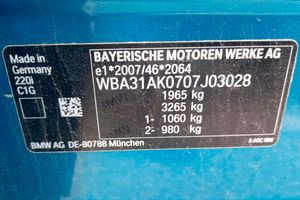 Made in
Germany
20i
C1G
BAYERISCHE MOTOREN WERKE AG
e1*2007/46*2064
WBA31AK0707J03028
1965 kg
3265 kg
1- 1060 kg
2- 980 kg
BMW AG DE-80788 München